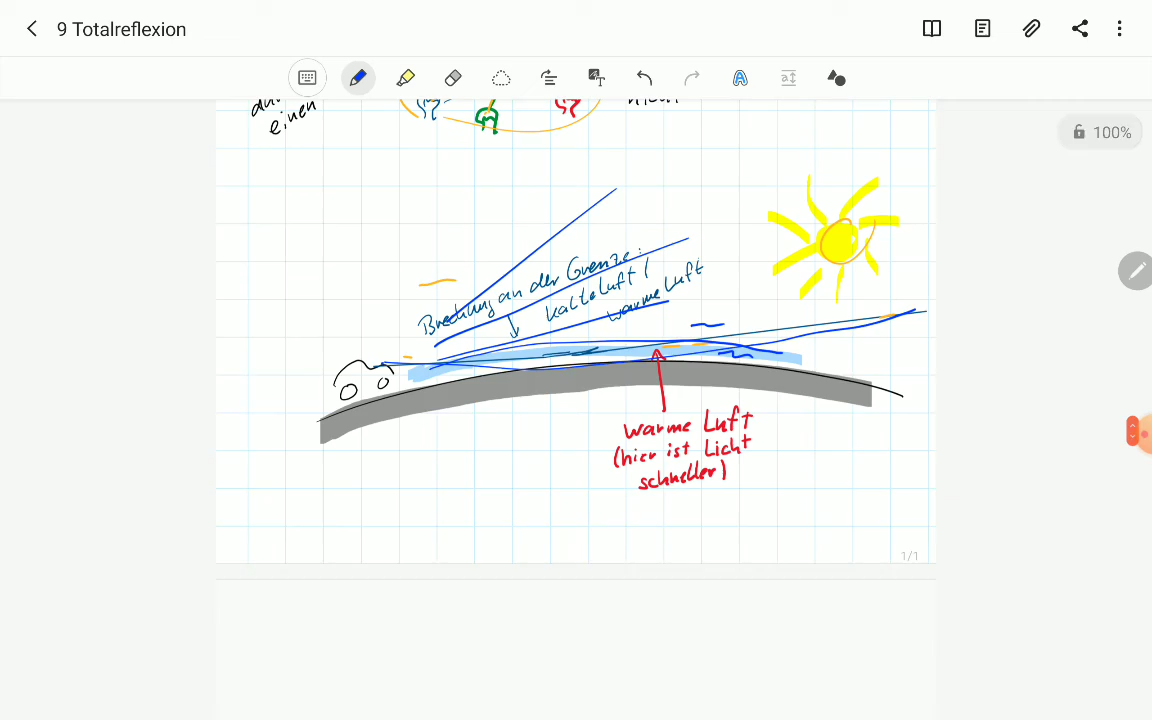 9 Totalreflexion
100%
einen
Brechung an der Grenze:
kalte Luft /
warme Luft
warme Luft
(hier ist Licht
schneller)
1/1